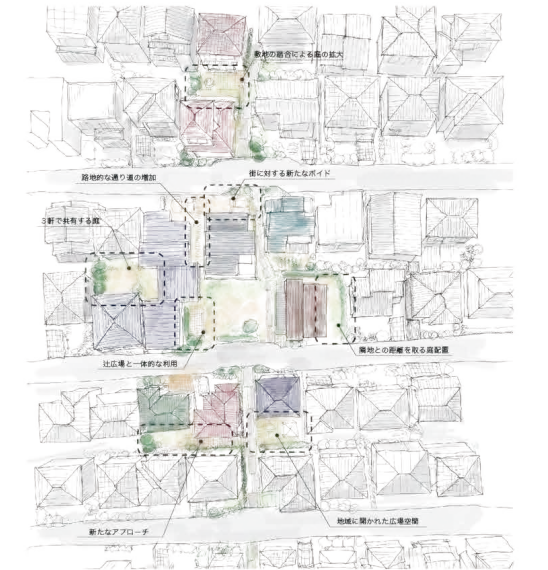 敷地の結合による庭の拡大
路地的な通り道の増加
街に対する新たなボイド
3軒で共有する庭
辻広場と一体的な利用
隣地との距離を取る庭配置
新たなアプローチ
地域に開かれた広場空間